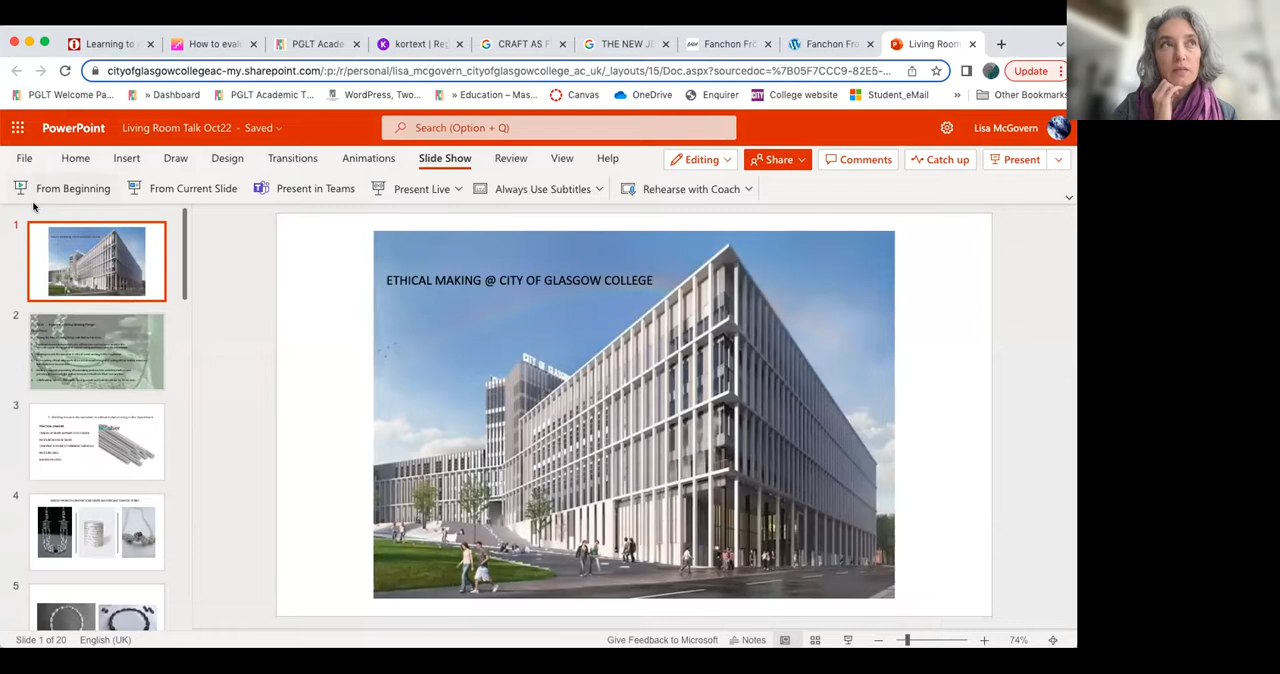 Learning to
How to eval
PGLT Acade
kortext | Reg
CRAFT AS F
THE NEW JE
Fanchon Frö
Fanchon Fro
Living Room
cityofglasgowcollegeac-my.sharepoint.com/:p:/r/personal/lisa_mcgovern_cityofglasgowcollege_ac_uk/_layouts/15/Doc.aspx?sourcedoc=%7B05F7CCC9-82E5-...
Update
PGLT Welcome Pa...
» Dashboard
PGLT Academic T...
WordPress, Two...
» Education – Mas...
Canvas
OneDrive
Enquirer
College website
Student_eMail
»
Other Bookmarks
PowerPoint
Living Room Talk Oct22 - Saved
Search (Option + Q)
Lisa McGovern
File
Home
Insert
Draw
Design
Transitions
Animations
Slide Show
Review
View
Help
Editing
Share
Comments
Catch up
Present
From Beginning
From Current Slide
Present in Teams
Present Live
Always Use Subtitles
Rehearse with Coach
1
2
3
4
5
ETHICAL MAKING @ CITY OF GLASGOW COLLEGE
CITY OF GLASG
Slide 1 of 20
English (UK)
Give Feedback to Microsoft
Notes
74%